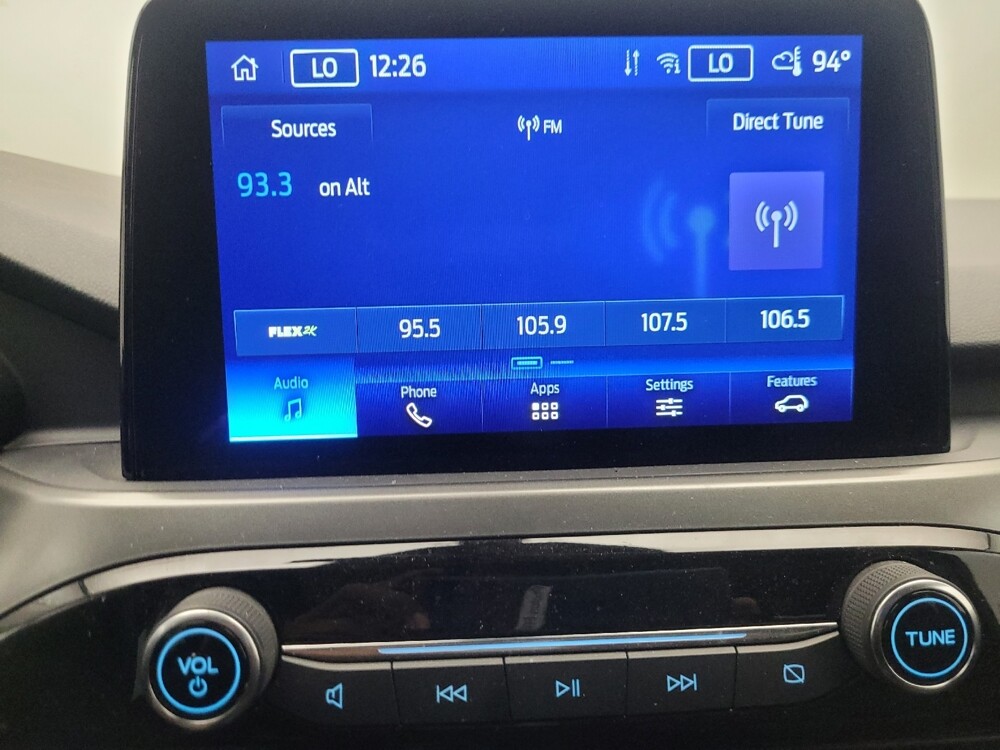 LO 12:26 LO 94°
Sources FM Direct Tune
93.3 on Alt
FLEX2K 95.5 105.9 107.5 106.5
Audio Phone Apps Settings Features
VOL TUNE